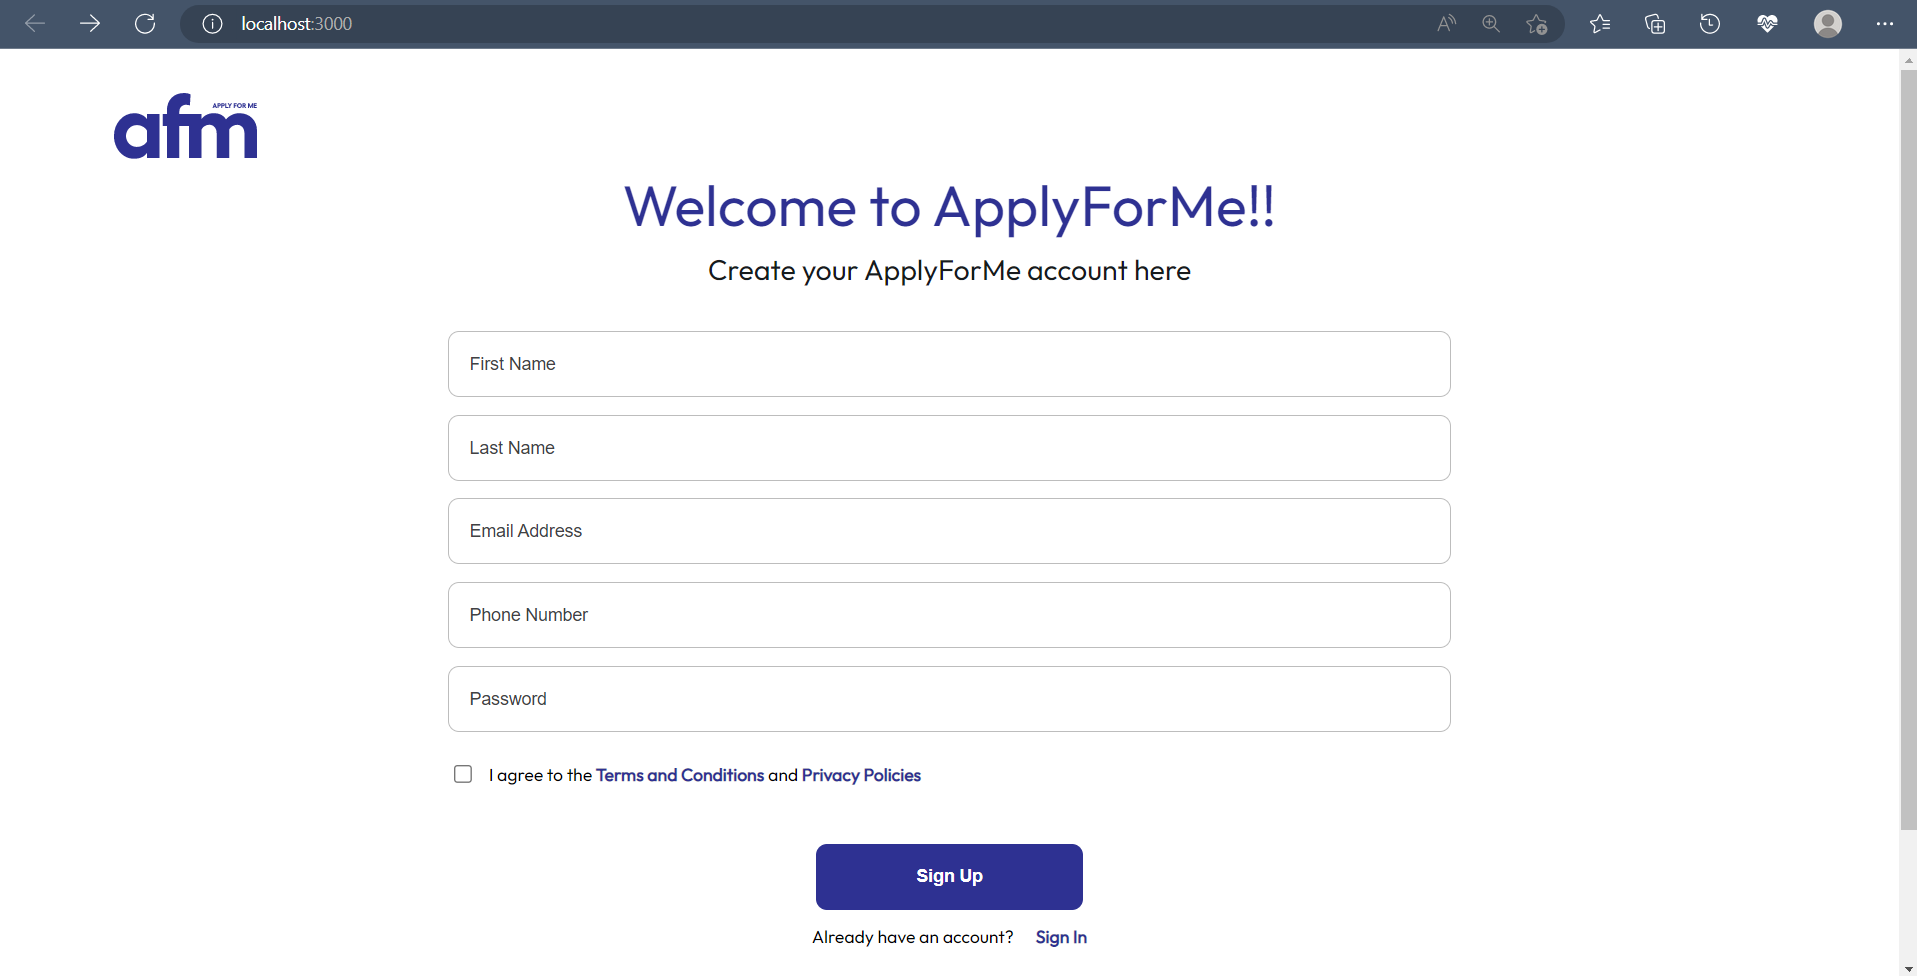 localhost:3000
APPLY FOR ME
afm
Welcome to ApplyForMe!!
Create your ApplyForMe account here
First Name
Last Name
Email Address
Phone Number
Password
I agree to the Terms and Conditions and Privacy Policies
Sign Up
Already have an account? Sign In